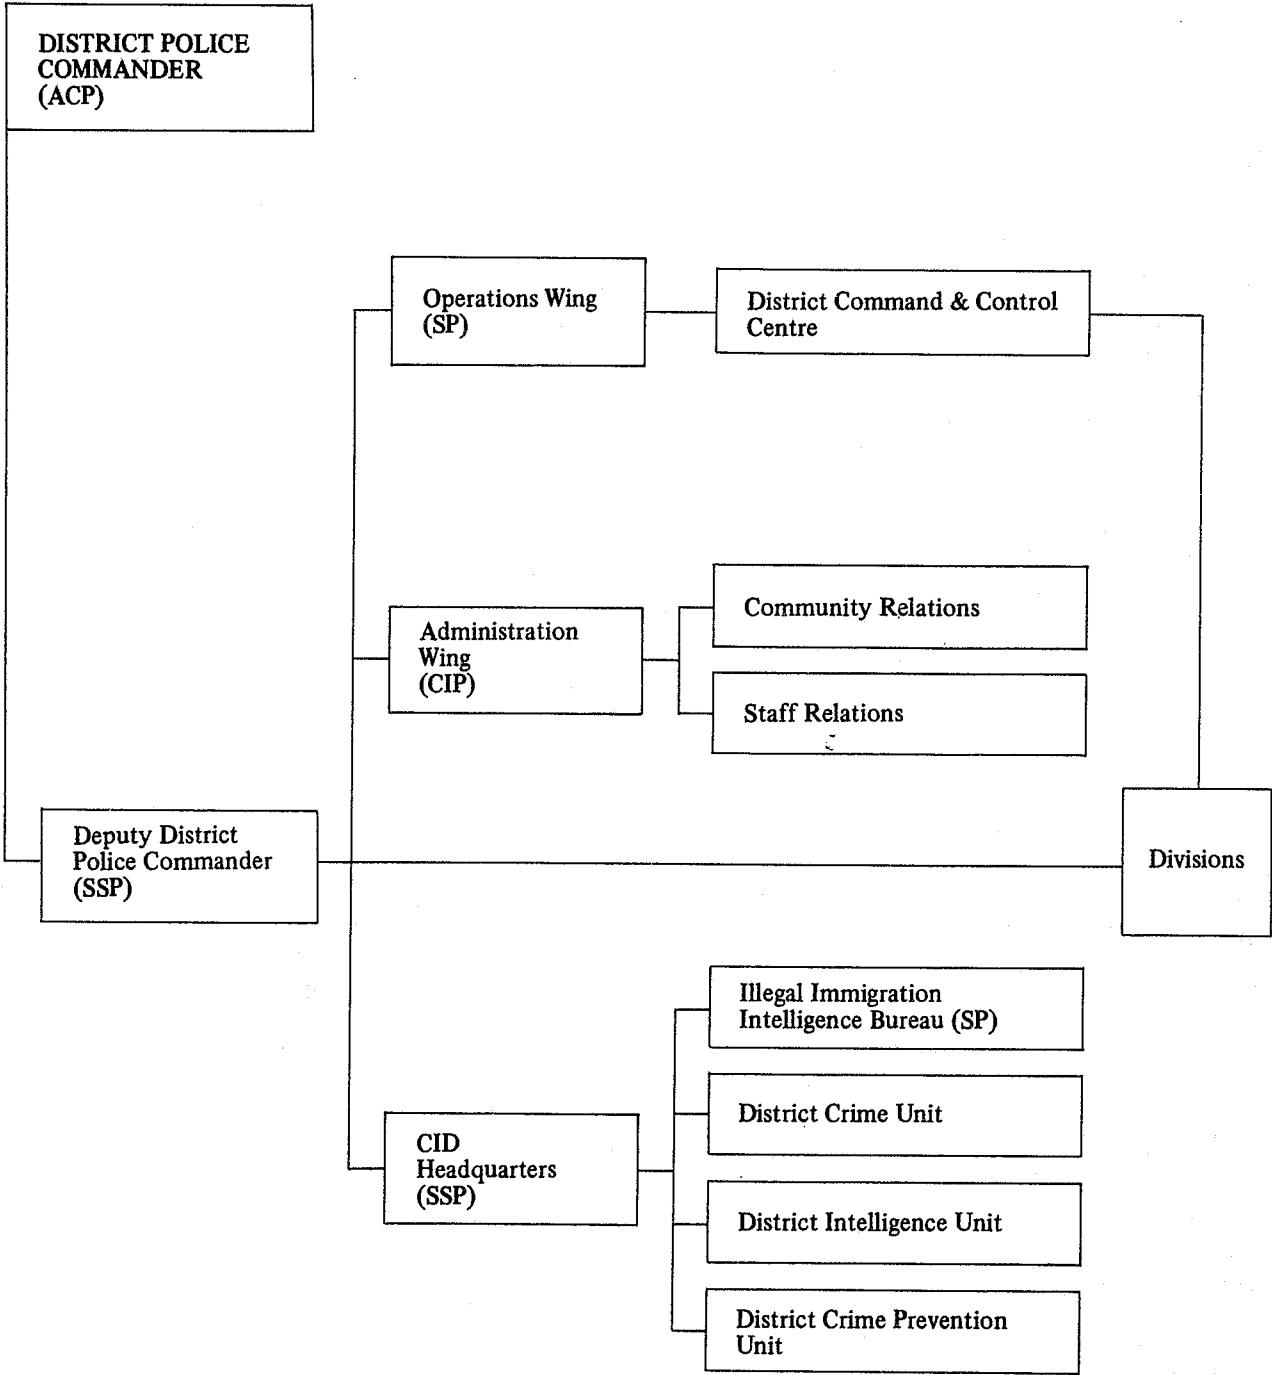 DISTRICT POLICE
COMMANDER
(ACP)
Operations Wing
(SP)
District Command & Control
Centre
Administration
Wing
(CIP)
Community Relations
Staff Relations
Deputy District
Police Commander
(SSP)
Divisions
Illegal Immigration
Intelligence Bureau (SP)
District Crime Unit
CID
Headquarters
(SSP)
District Intelligence Unit
District Crime Prevention
Unit